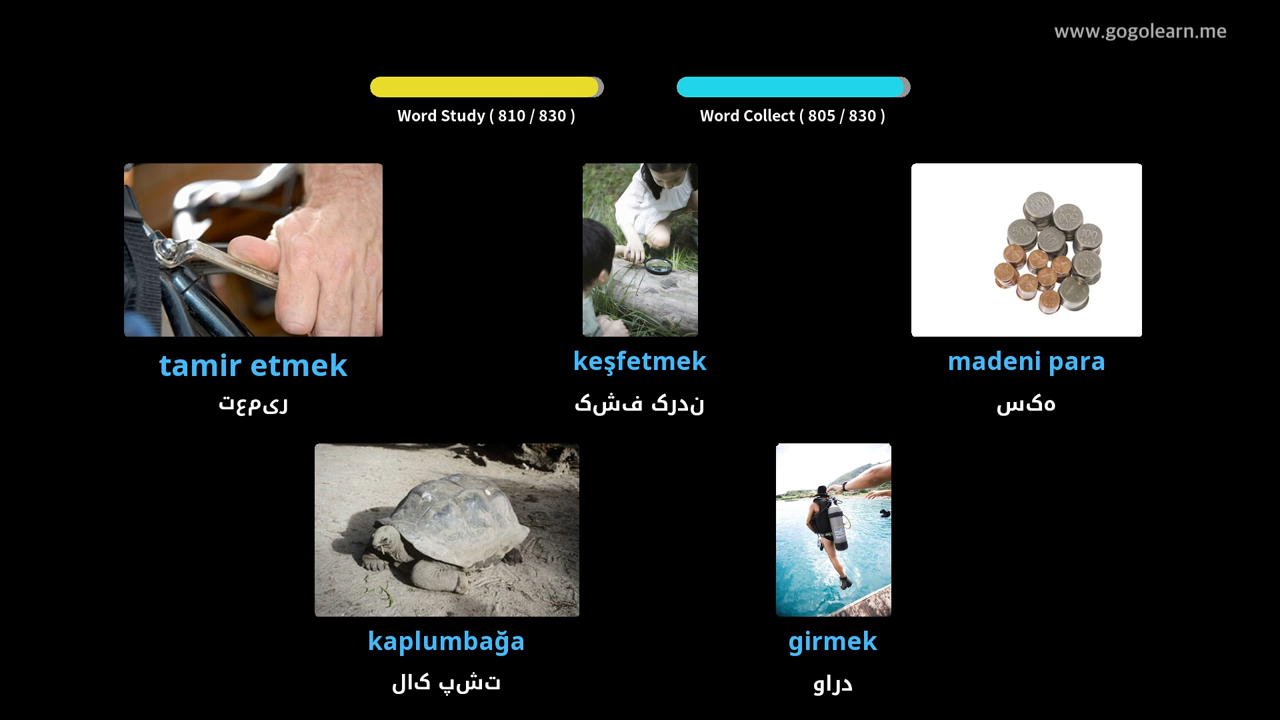 www.gogolearn.me
Word Study ( 810 / 830 )
Word Collect ( 805 / 830 )
tamir etmek
ریمعت
keşfetmek
ندرک فشک
madeni para
هکس
kaplumbağa
تشپ کال
girmek
دراو